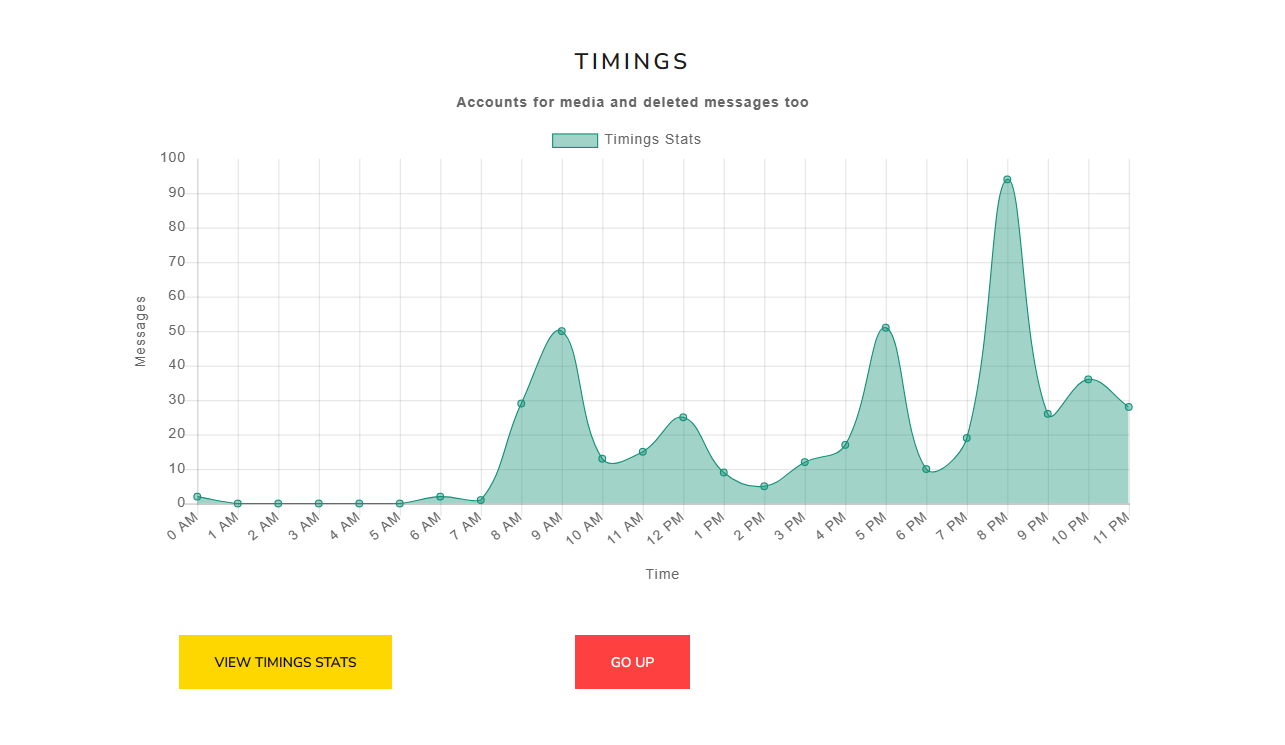 TIMINGS
Accounts for media and deleted messages too
Timings Stats
100
90
80
70
60
50
40
30
20
10
0
Messages
0 AM
1 AM
2 AM
3 AM
4 AM
5 AM
6 AM
7 AM
8 AM
9 AM
10 AM
11 AM
12 PM
1 PM
2 PM
3 PM
4 PM
5 PM
6 PM
7 PM
8 PM
9 PM
10 PM
11 PM
Time
VIEW TIMINGS STATS
GO UP